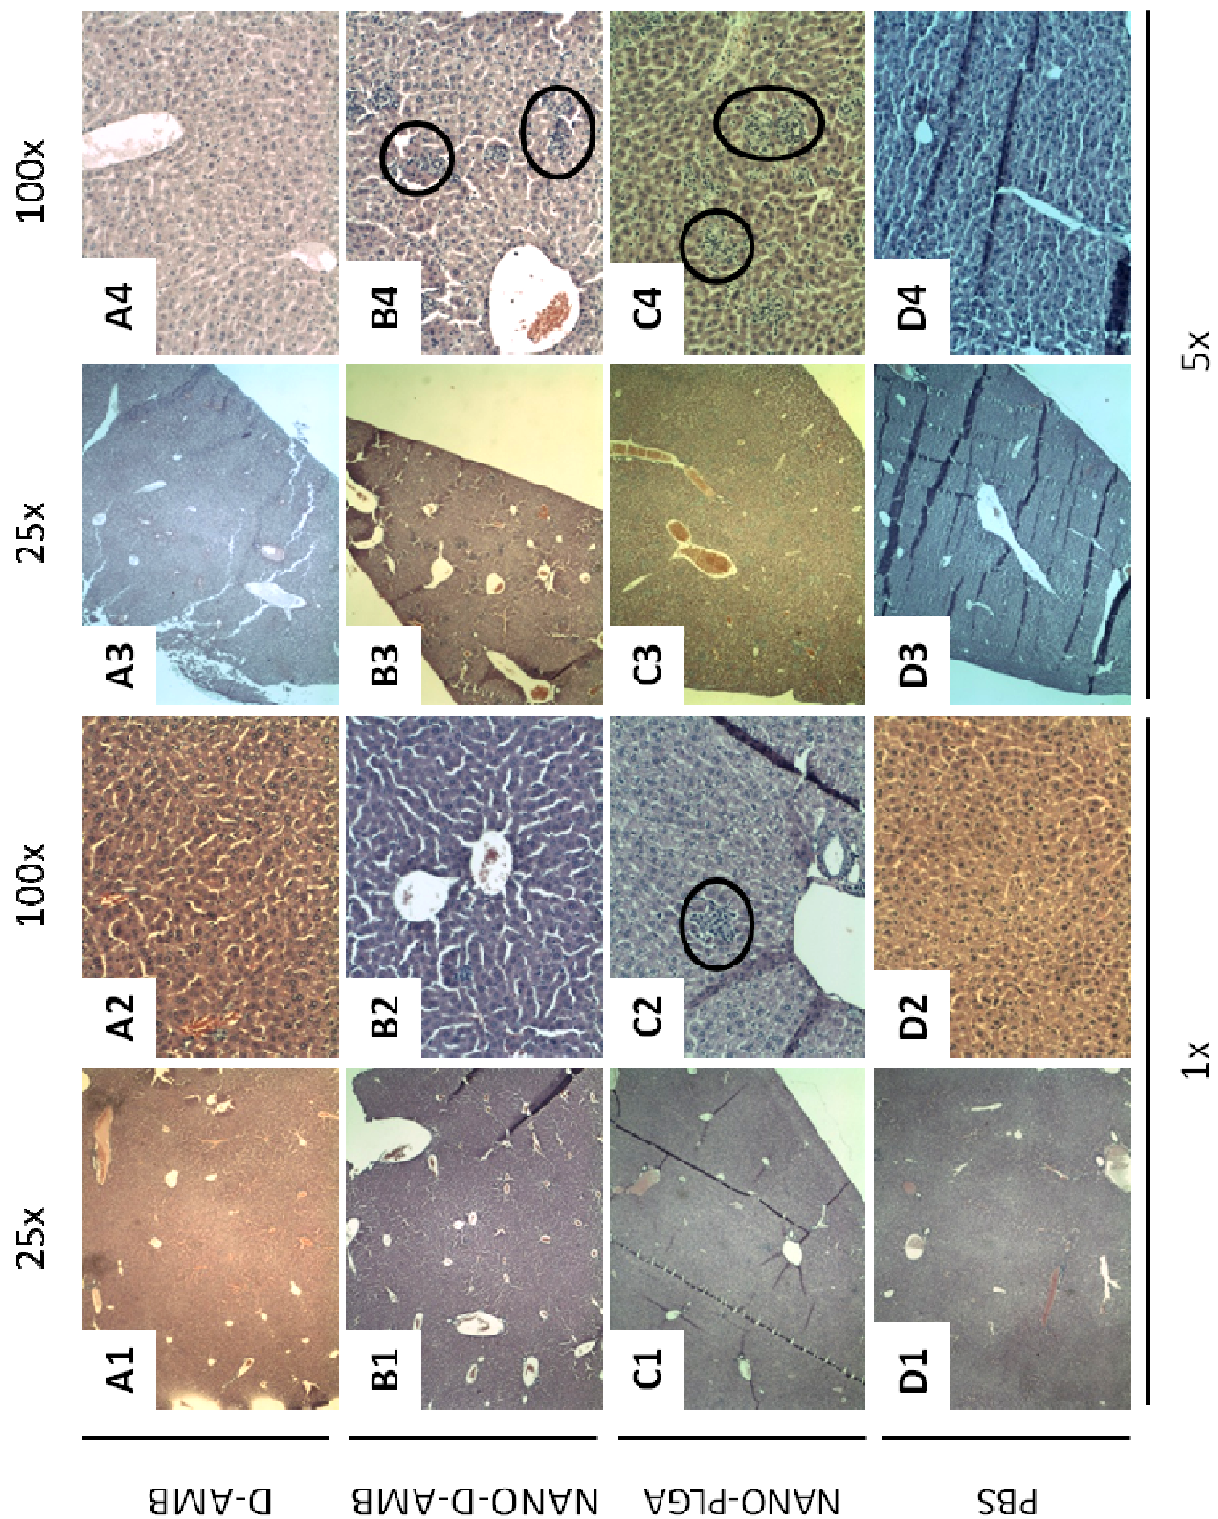 25x 100x 25x 100x
D-AMB
A1 A2 A3 A4
NANO-D-AMB
B1 B2 B3 B4
NANO-PLGA
C1 C2 C3 C4
PBS
D1 D2 D3 D4
1x 5x